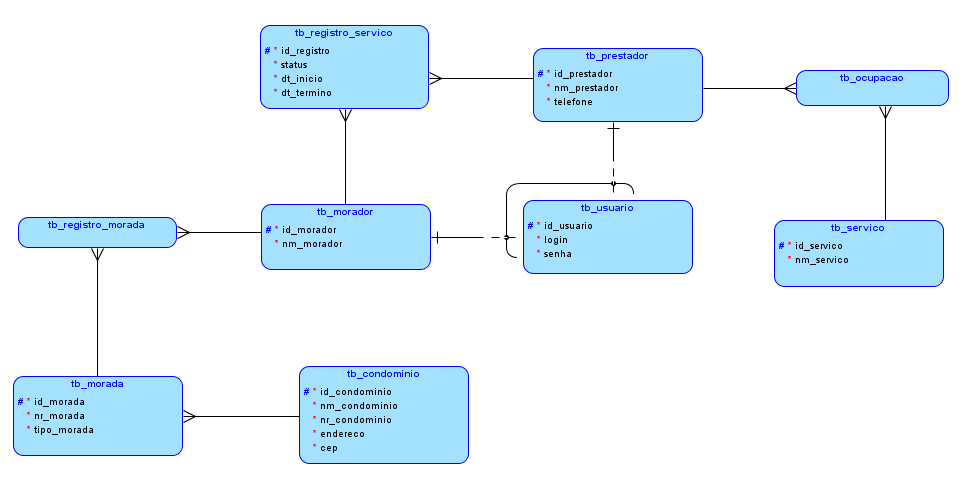 tb_registro_servico
# * id_registro
* status
* dt_inicio
* dt_termino
tb_prestador
# * id_prestador
* nm_prestador
* telefone
tb_ocupacao
tb_registro_morada
tb_morador
# * id_morador
* nm_morador
tb_usuario
# * id_usuario
* login
* senha
tb_servico
# * id_servico
* nm_servico
tb_morada
# * id_morada
* nr_morada
* tipo_morada
tb_condominio
# * id_condominio
* nm_condominio
* nr_condominio
* endereco
* cep